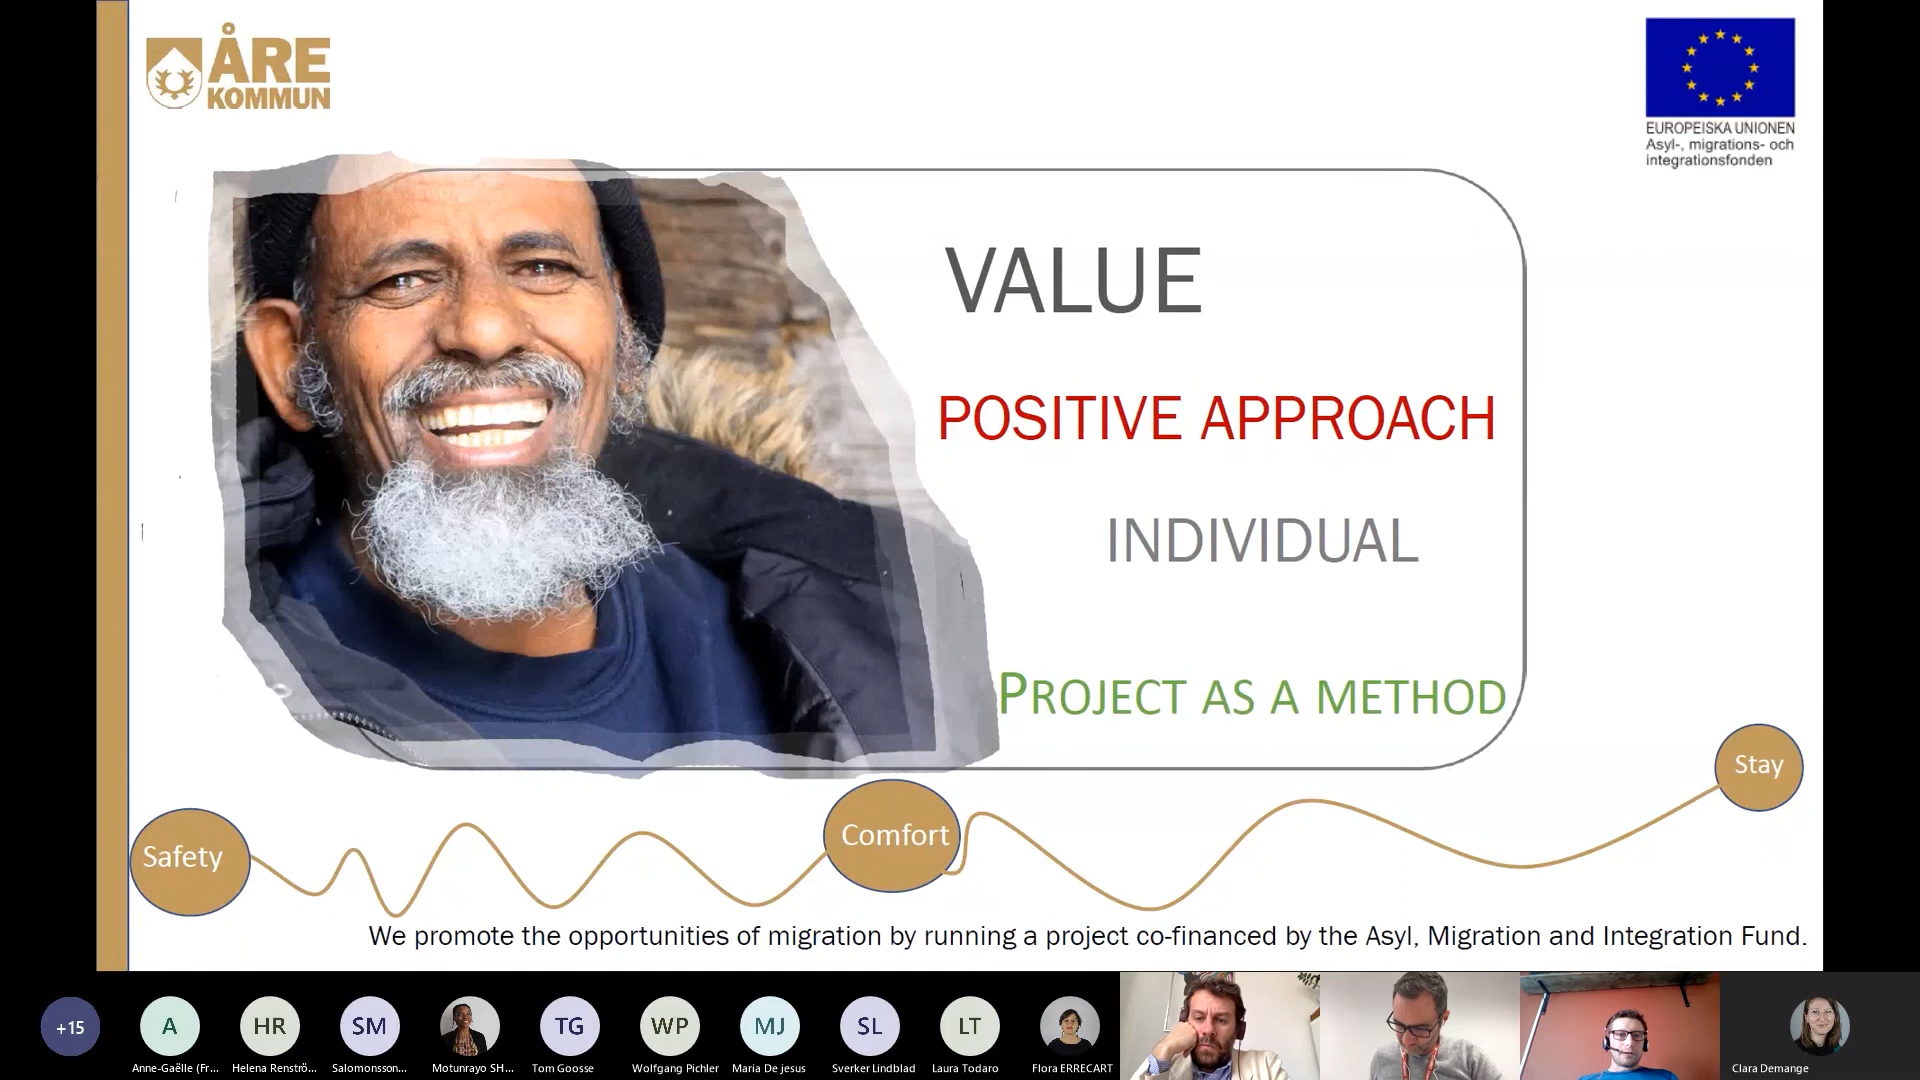 ÅRE
KOMMUN
EUROPEISKA UNIONEN
Asyl-, migrations- och
integrationsfonden
VALUE
POSITIVE APPROACH
INDIVIDUAL
PROJECT AS A METHOD
Safety
Comfort
Stay
We promote the opportunities of migration by running a project co-financed by the Asyl, Migration and Integration Fund.
+15
A
HR
SM
TG
WP
MJ
SL
LT
Anne-Gaëlle (Fr...
Helena Renströ...
Salomonsson...
Motunrayo SH...
Tom Goosse
Wolfgang Pichler
Maria De jesus
Sverker Lindblad
Laura Todaro
Flora ERRECART
Clara Demange